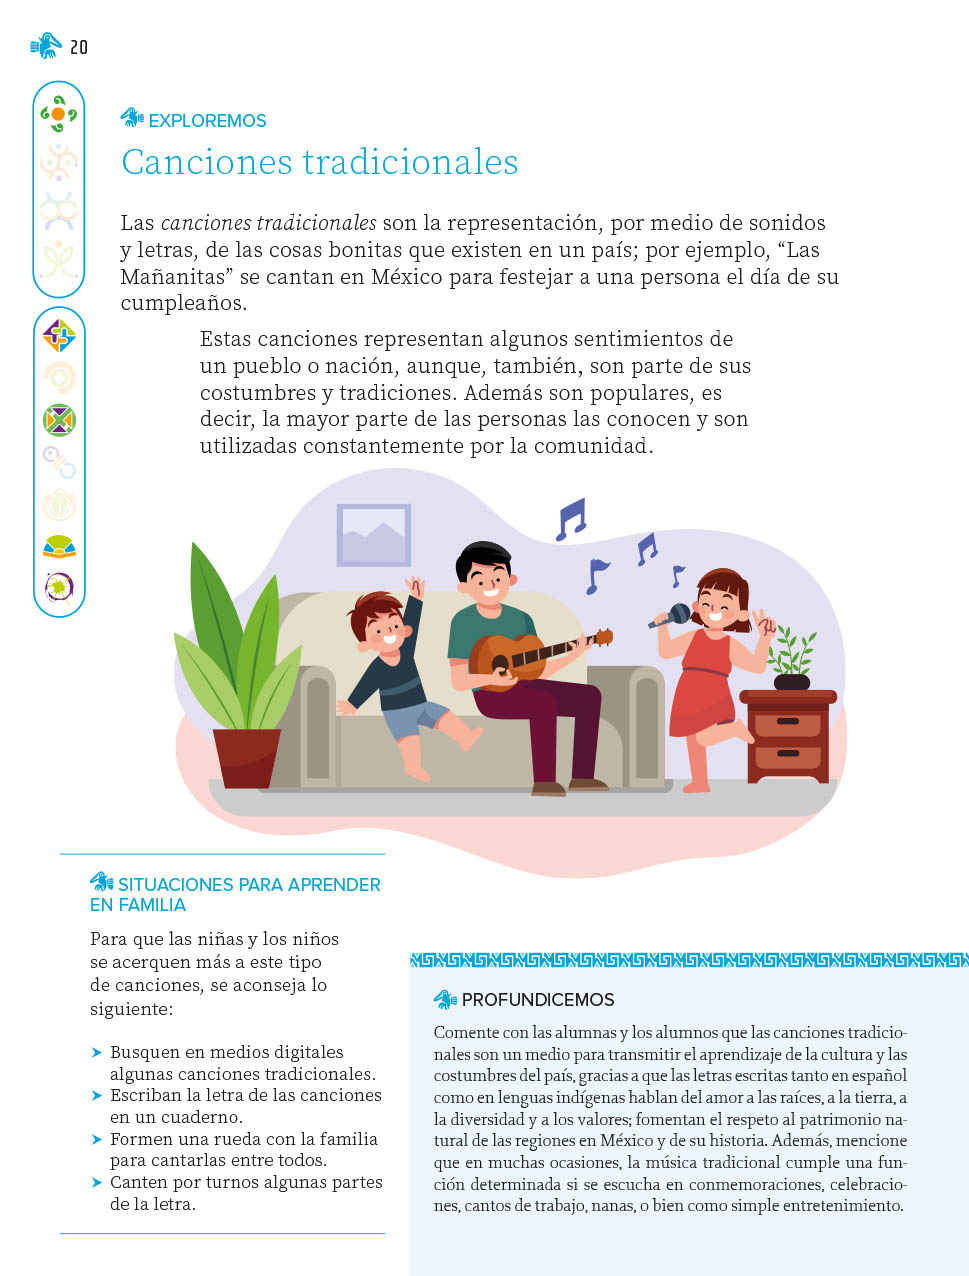 20
EXPLOREMOS
Canciones tradicionales
Las canciones tradicionales son la representación, por medio de sonidos
y letras, de las cosas bonitas que existen en un país; por ejemplo, “Las
Mañanitas” se cantan en México para festejar a una persona el día de su
cumpleaños.
Estas canciones representan algunos sentimientos de
un pueblo o nación, aunque, también, son parte de sus
costumbres y tradiciones. Además son populares, es
decir, la mayor parte de las personas las conocen y son
utilizadas constantemente por la comunidad.
SITUACIONES PARA APRENDER
EN FAMILIA
Para que las niñas y los niños
se acerquen más a este tipo
de canciones, se aconseja lo
siguiente:
➤ Busquen en medios digitales
algunas canciones tradicionales.
➤ Escriban la letra de las canciones
en un cuaderno.
➤ Formen una rueda con la familia
para cantarlas entre todos.
➤ Canten por turnos algunas partes
de la letra.
PROFUNDICEMOS
Comente con las alumnas y los alumnos que las canciones tradicio-
nales son un medio para transmitir el aprendizaje de la cultura y las
costumbres del país, gracias a que las letras escritas tanto en español
como en lenguas indígenas hablan del amor a las raíces, a la tierra, a
la diversidad y a los valores; fomentan el respeto al patrimonio na-
tural de las regiones en México y de su historia. Además, mencione
que en muchas ocasiones, la música tradicional cumple una fun-
ción determinada si se escucha en conmemoraciones, celebracio-
nes, cantos de trabajo, nanas, o bien como simple entretenimiento.